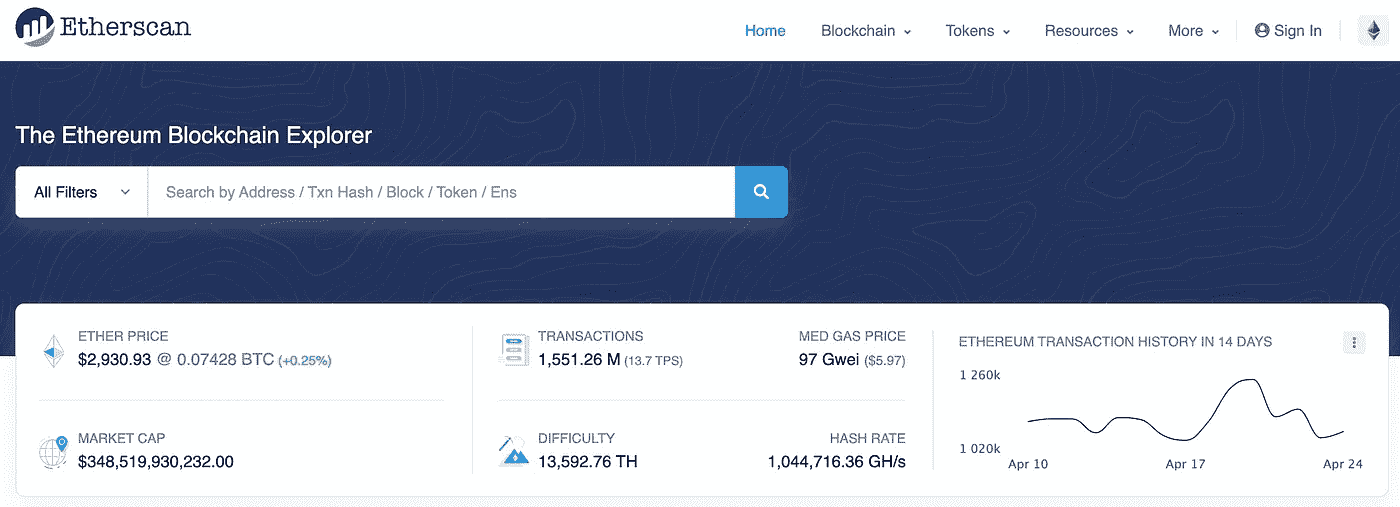 Etherscan
Home Blockchain Tokens Resources More Sign In
The Ethereum Blockchain Explorer
All Filters Search by Address / Txn Hash / Block / Token / Ens
ETHER PRICE
$2,930.93 @ 0.07428 BTC (+0.25%)
MARKET CAP
$348,519,930,232.00
TRANSACTIONS
1,551.26 M (13.7 TPS)
MED GAS PRICE
97 Gwei ($5.97)
DIFFICULTY
13,592.76 TH
HASH RATE
1,044,716.36 GH/s
ETHEREUM TRANSACTION HISTORY IN 14 DAYS
1 260k
1 020k
Apr 10 Apr 17 Apr 24